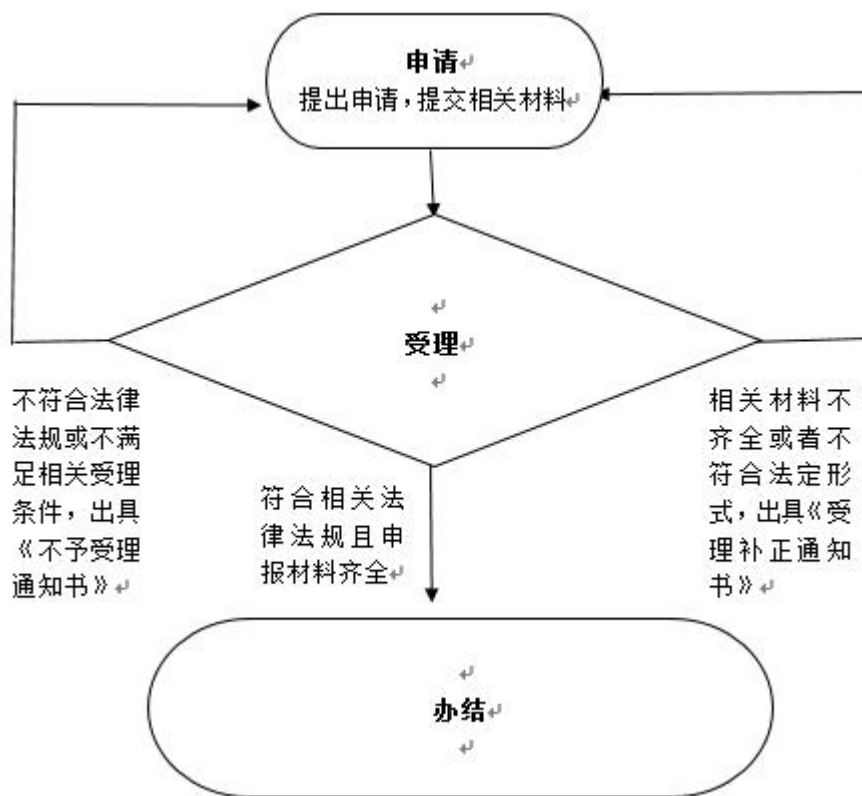 申请
提出申请，提交相关材料
受理
不符合法律
法规或不满
足相关受理
条件，出具
《不予受理
通知书》
符合相关法
律法规且申
报材料齐全
相关材料不
齐全或者不
符合法定形
式，出具《受
理补正通知
书》
办结